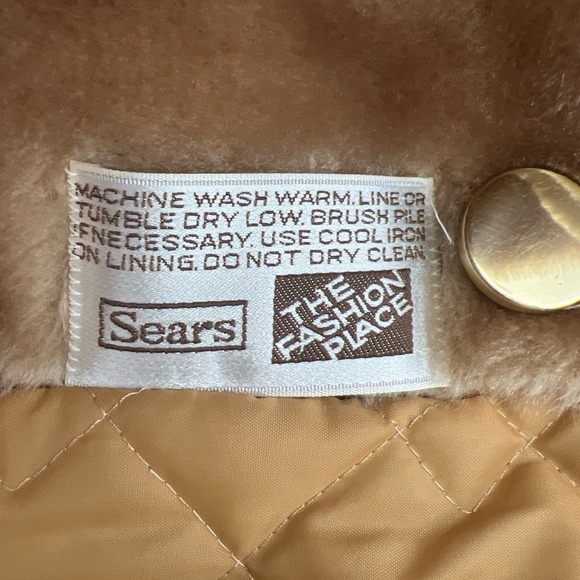 MACHINE WASH WARM. LINE OR
TUMBLE DRY LOW. BRUSH PILE
IF NECESSARY. USE COOL IRON
ON LINING. DO NOT DRY CLEAN.
Sears
THE
FASHION
PLACE